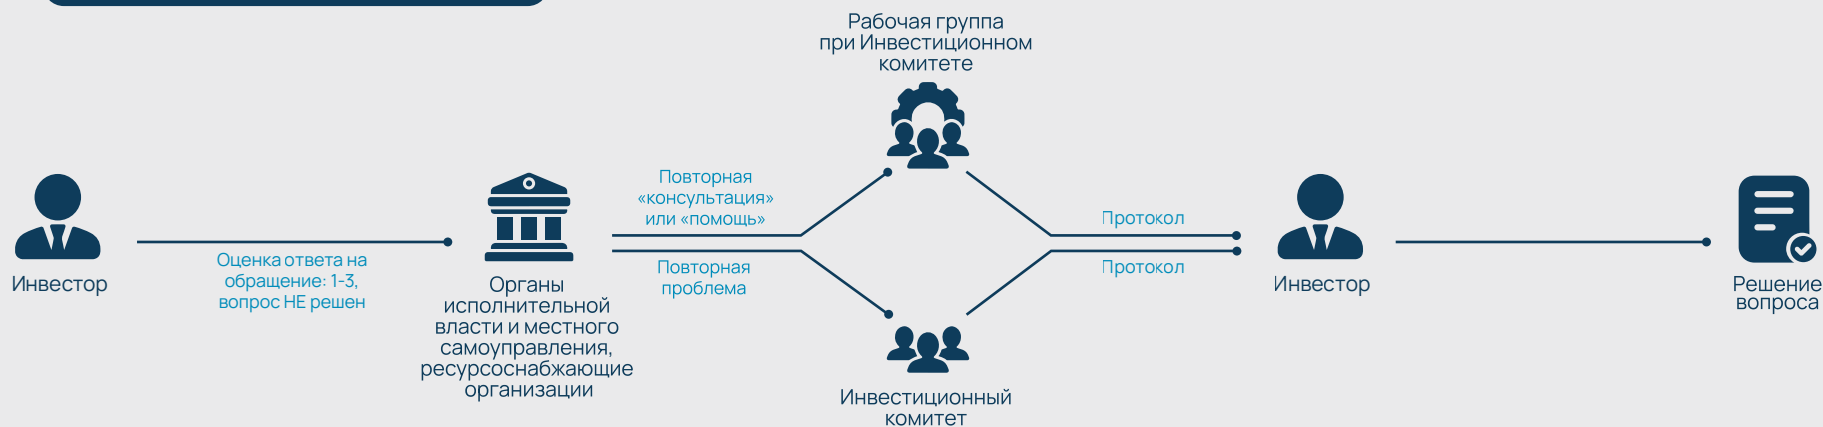 Рабочая группа
при Инвестиционном
комитете
Инвестор
Оценка ответа на
обращение: 1-3,
вопрос НЕ решен
Органы
исполнительной
власти и местного
самоуправления,
ресурсоснабжающие
организации
Повторная
«консультация»
или «помощь»
Повторная
проблема
Инвестиционный
комитет
Протокол
Протокол
Инвестор
Решение
вопроса